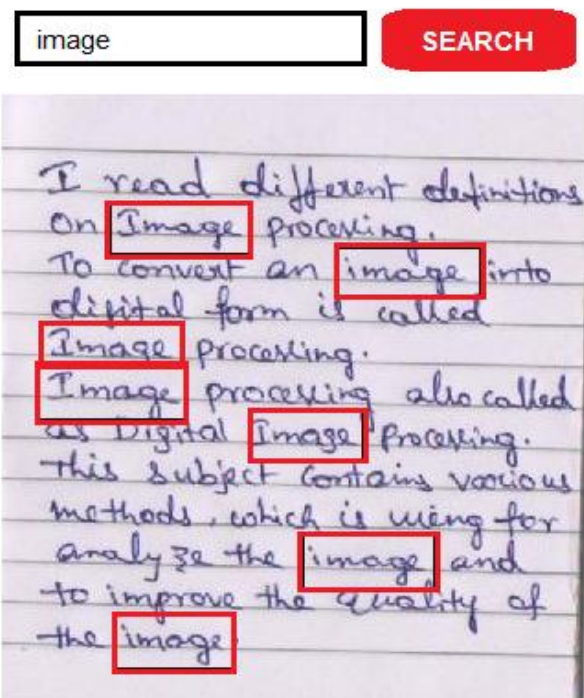 image
SEARCH
I read different definitions
on Image processing.
To convert an image into
digital form is called
Image processing.
Image processing also called
as Digital Image Processing.
This subject contains various
methods, which is using for
analyze the image and
to improve the quality of
the image.